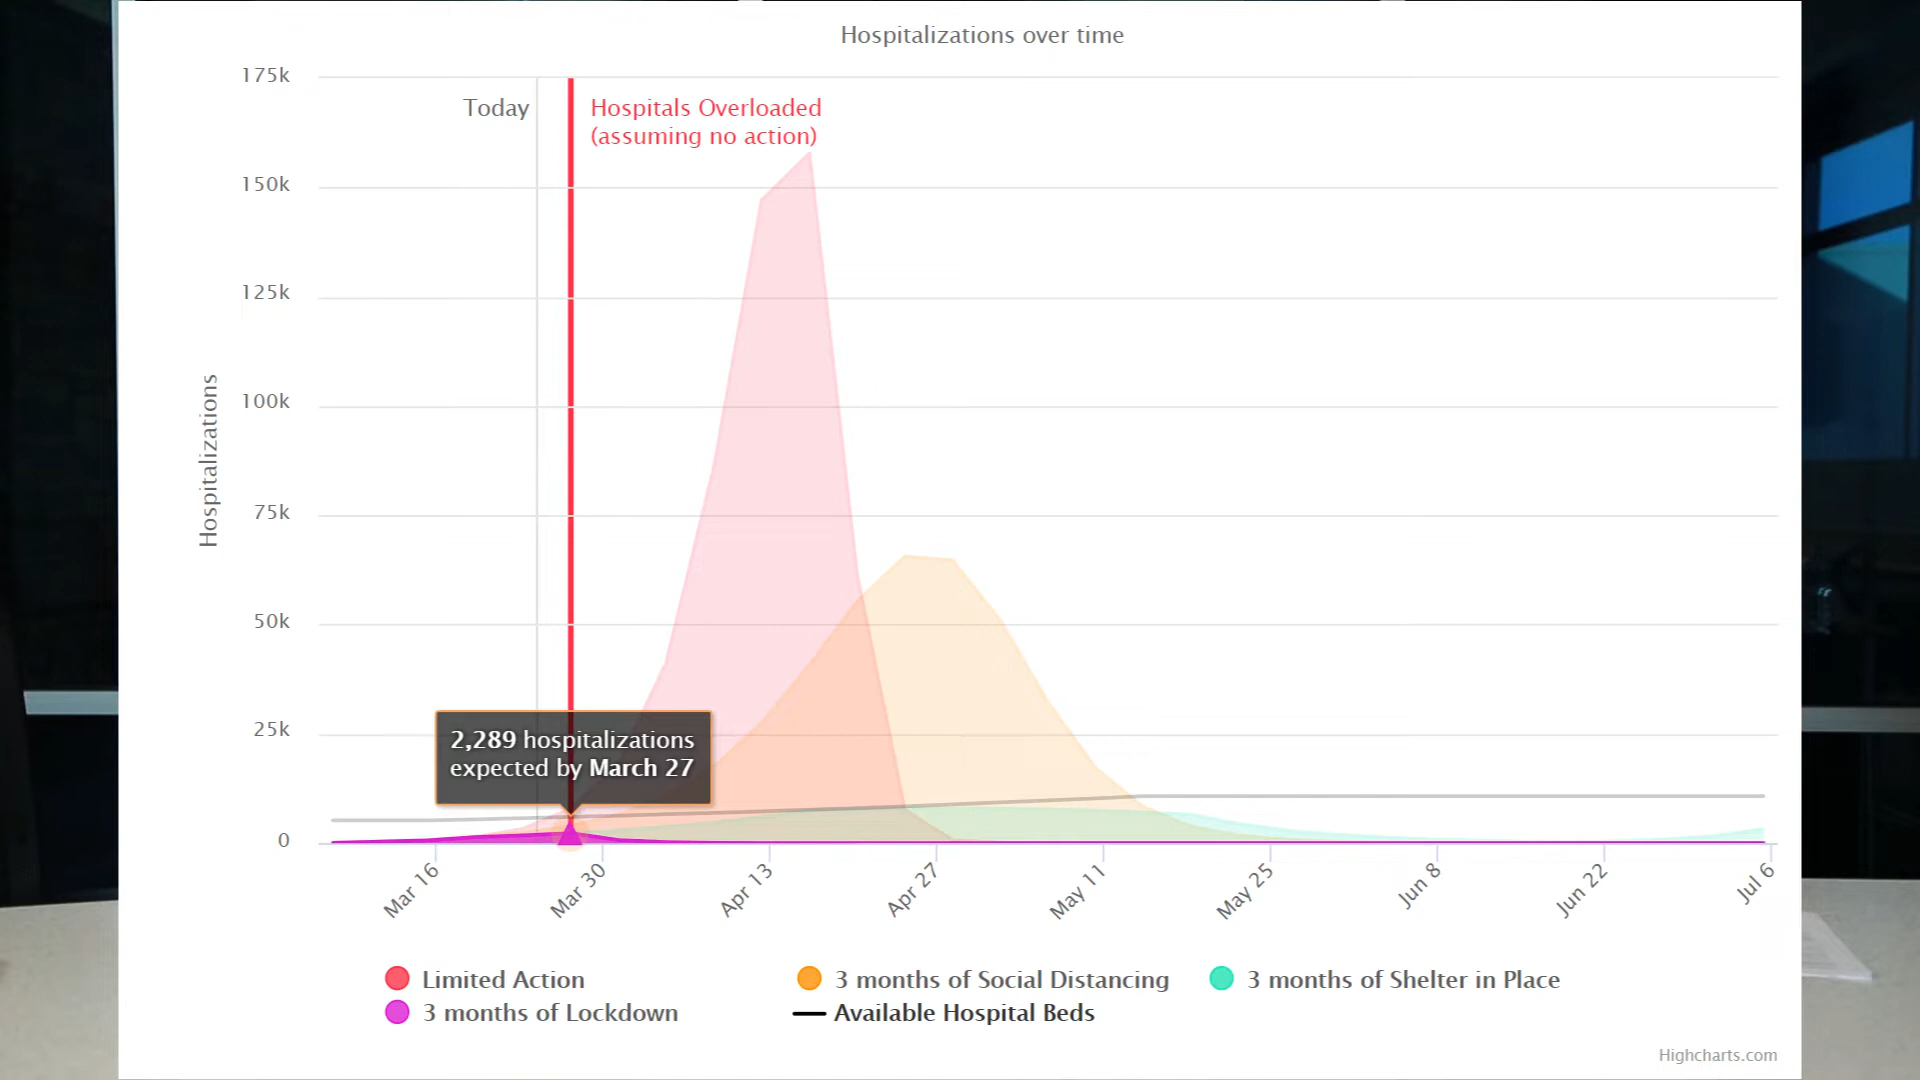 Hospitalizations over time
175k
150k
125k
100k
75k
50k
25k
0
Hospitalizations
Today
Hospitals Overloaded
(assuming no action)
2,289 hospitalizations
expected by March 27
Mar 16
Mar 30
Apr 13
Apr 27
May 11
May 25
Jun 8
Jun 22
Jul 6
Limited Action
3 months of Social Distancing
3 months of Shelter in Place
3 months of Lockdown
Available Hospital Beds
Highcharts.com